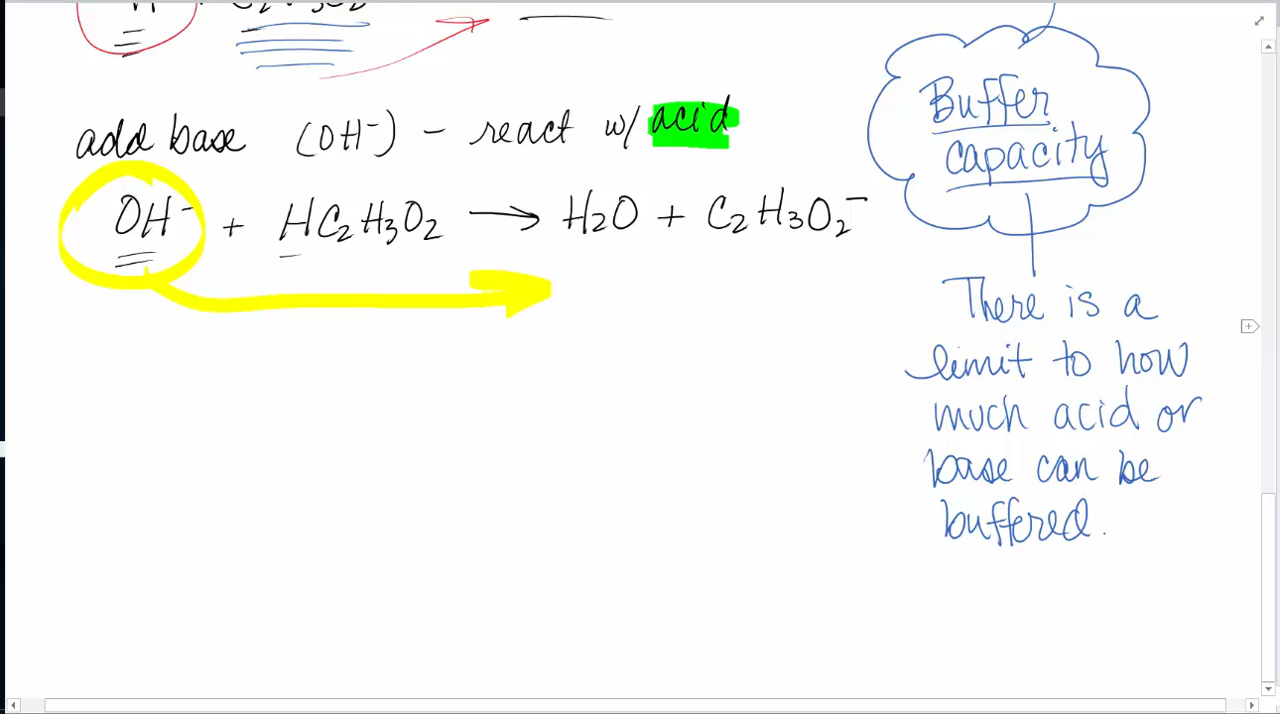 add base (OH⁻) – react w/ acid
OH⁻ + HC₂H₃O₂ → H₂O + C₂H₃O₂⁻
Buffer
capacity
There is a
limit to how
much acid or
base can be
buffered.